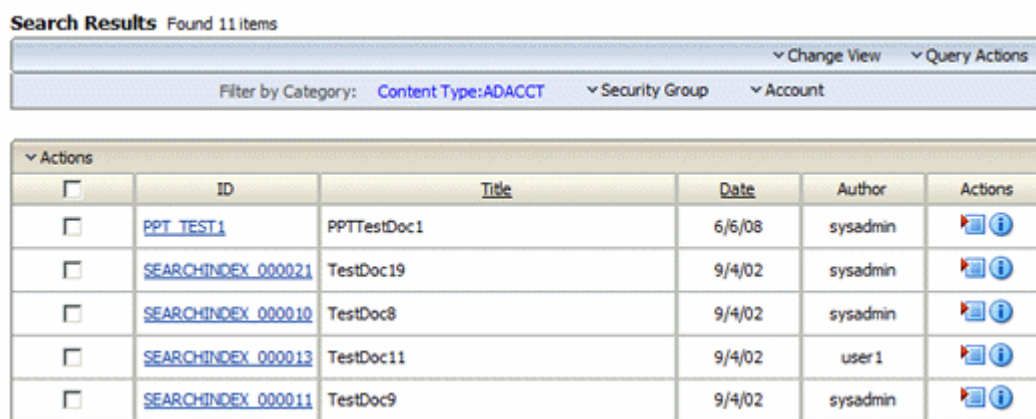 Search Results Found 11 items
Change View Query Actions
Filter by Category: Content Type:ADACCT Security Group Account
Actions
ID Title Date Author Actions
PPT_TEST1 PPTTestDoc1 6/6/08 sysadmin
SEARCHINDEX_000021 TestDoc19 9/4/02 sysadmin
SEARCHINDEX_000010 TestDoc8 9/4/02 sysadmin
SEARCHINDEX_000013 TestDoc11 9/4/02 user1
SEARCHINDEX_000011 TestDoc9 9/4/02 sysadmin